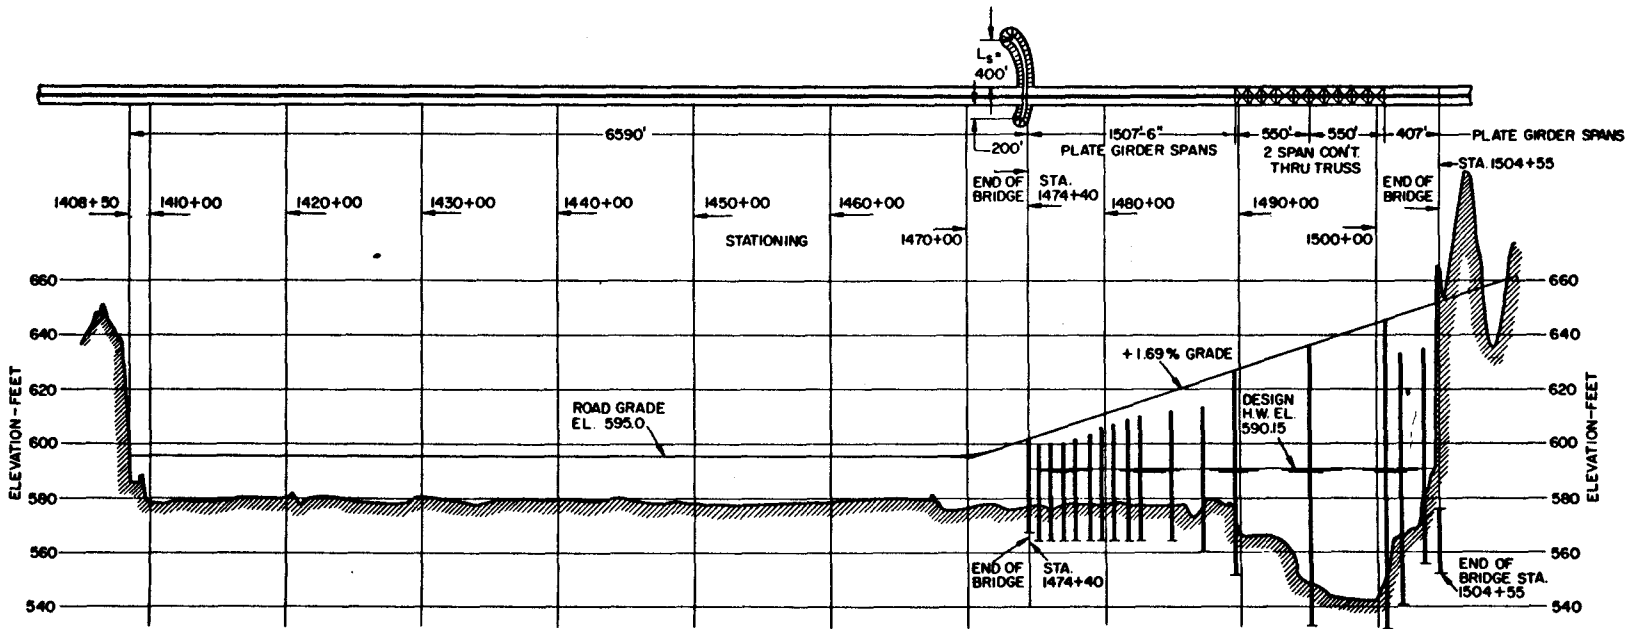 Ls =
400'
6590'
200'
1507'-6"
PLATE GIRDER SPANS
550'
550'
407'
PLATE GIRDER SPANS
2 SPAN CON'T.
THRU TRUSS
STA. 1504+55
END OF
BRIDGE
STA.
1474+40
END OF
BRIDGE
1408+50
1410+00
1420+00
1430+00
1440+00
1450+00
1460+00
1470+00
1480+00
1490+00
1500+00
STATIONING
660
640
620
600
580
560
540
ELEVATION-FEET
ROAD GRADE
EL. 595.0
+1.69% GRADE
DESIGN
H.W. EL.
590.15
END OF
BRIDGE
STA.
1474+40
END OF
BRIDGE STA.
1504+55
660
640
620
600
580
560
540
ELEVATION-FEET